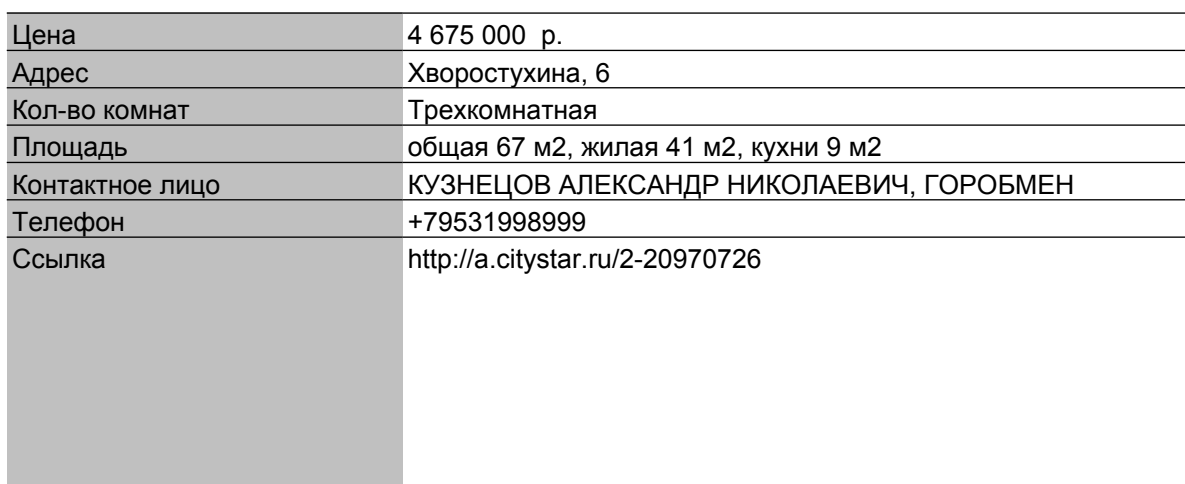 Цена 4 675 000 р.
Адрес Хворостухина, 6
Кол-во комнат Трехкомнатная
Площадь общая 67 м2, жилая 41 м2, кухни 9 м2
Контактное лицо КУЗНЕЦОВ АЛЕКСАНДР НИКОЛАЕВИЧ, ГОРОБМЕН
Телефон +79531998999
Ссылка http://a.citystar.ru/2-20970726